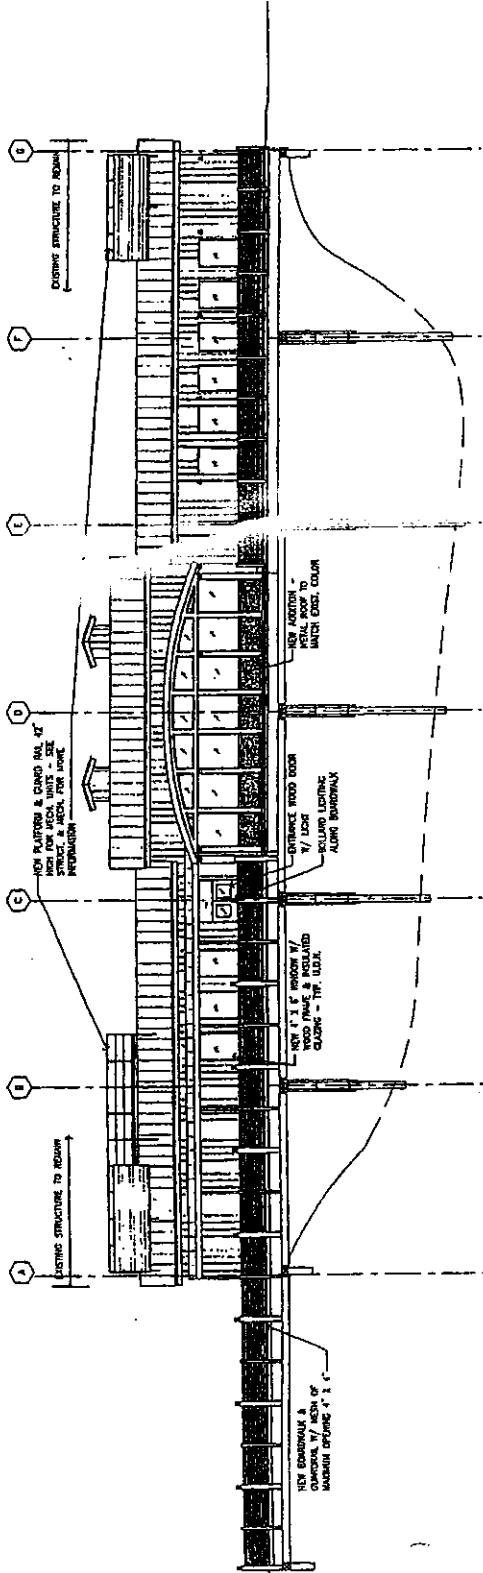 A
B
C
D
E
F
G
EXISTING STRUCTURE TO REMAIN
NEW PLATFORM & GUARD RAIL 42"
HIGH FOR MECH. UNITS - SEE
STRUCT. & MECH. FOR MORE
INFORMATION
EXISTING STRUCTURE TO REMAIN
NEW BOARDWALK &
GUARDRAIL W/ MESH OF
MAXIMUM OPENING 4" X 4"
NEW 4' X 6' WINDOW W/
WOOD FRAME & INSULATED
GLAZING - TYP. U.O.N.
ENTRANCE WOOD DOOR
W/ LIGHT
BOLLARD LIGHTING
ALONG BOARDWALK
NEW ADDITION -
METAL ROOF TO
MATCH EXIST. COLOR